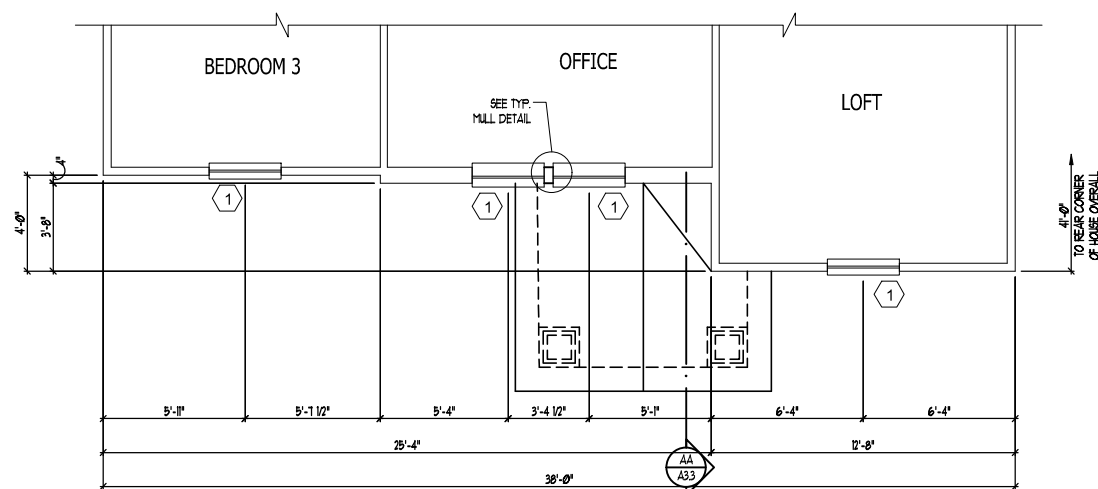 BEDROOM 3
OFFICE
LOFT
SEE TYP.
MULL DETAIL
4"
4'-0"
3'-8"
1
1
1
1
41'-0"
TO REAR CORNER
OF HOUSE OVERALL
5'-11"
5'-7 1/2"
5'-4"
3'-4 1/2"
5'-1"
6'-4"
6'-4"
25'-4"
12'-8"
AA
A3.3
38'-0"